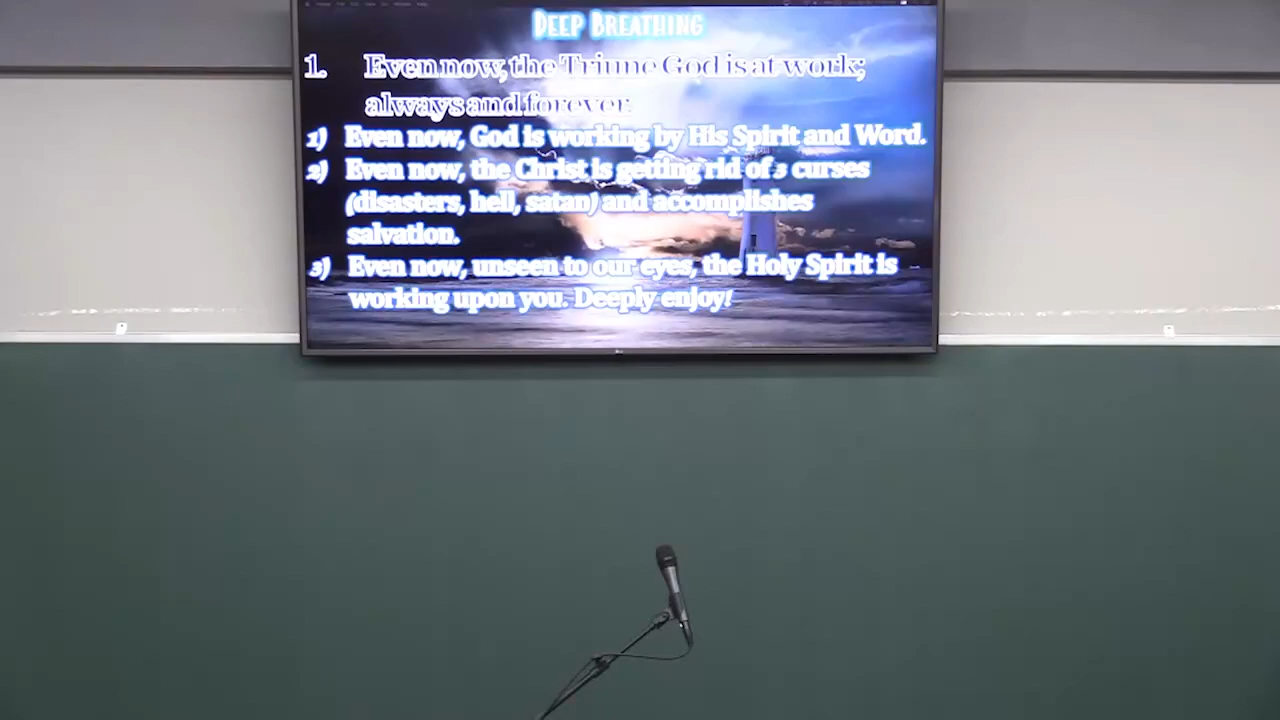 DEEP BREATHING
1. Even now, the Triune God is at work;
always and forever.
1) Even now, God is working by His Spirit and Word.
2) Even now, the Christ is getting rid of 3 curses
(disasters, hell, satan) and accomplishes
salvation.
3) Even now, unseen to our eyes, the Holy Spirit is
working upon you. Deeply enjoy!